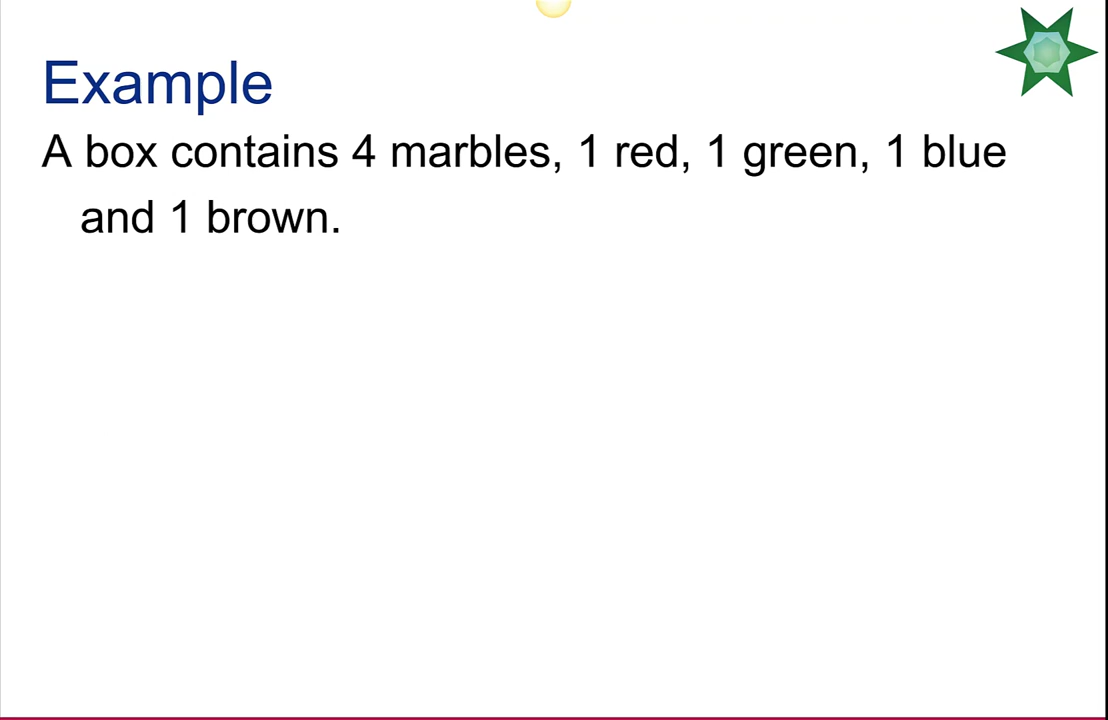 Example
A box contains 4 marbles, 1 red, 1 green, 1 blue
and 1 brown.